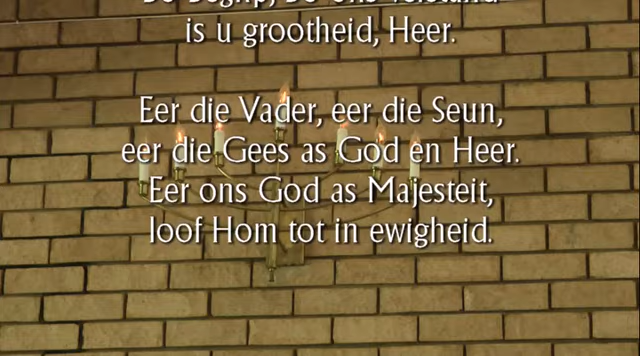 is u grootheid, Heer.
Eer die Vader, eer die Seun,
eer die Gees as God en Heer.
Eer ons God as Majesteit,
loof Hom tot in ewigheid.